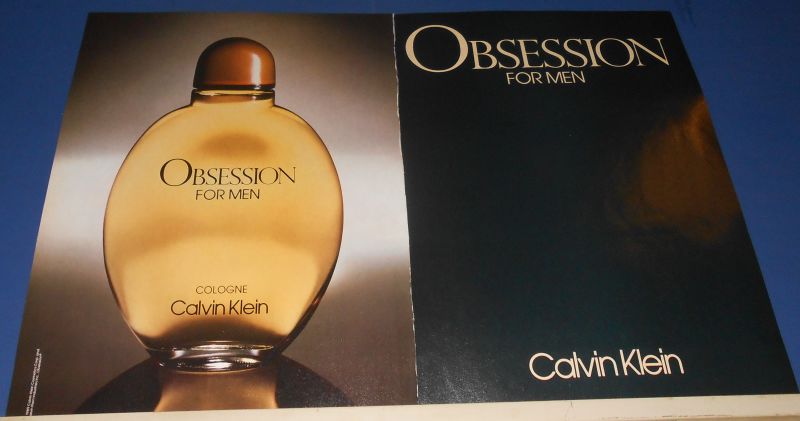 OBSESSION
FOR MEN
COLOGNE
Calvin Klein
OBSESSION
FOR MEN
Calvin Klein